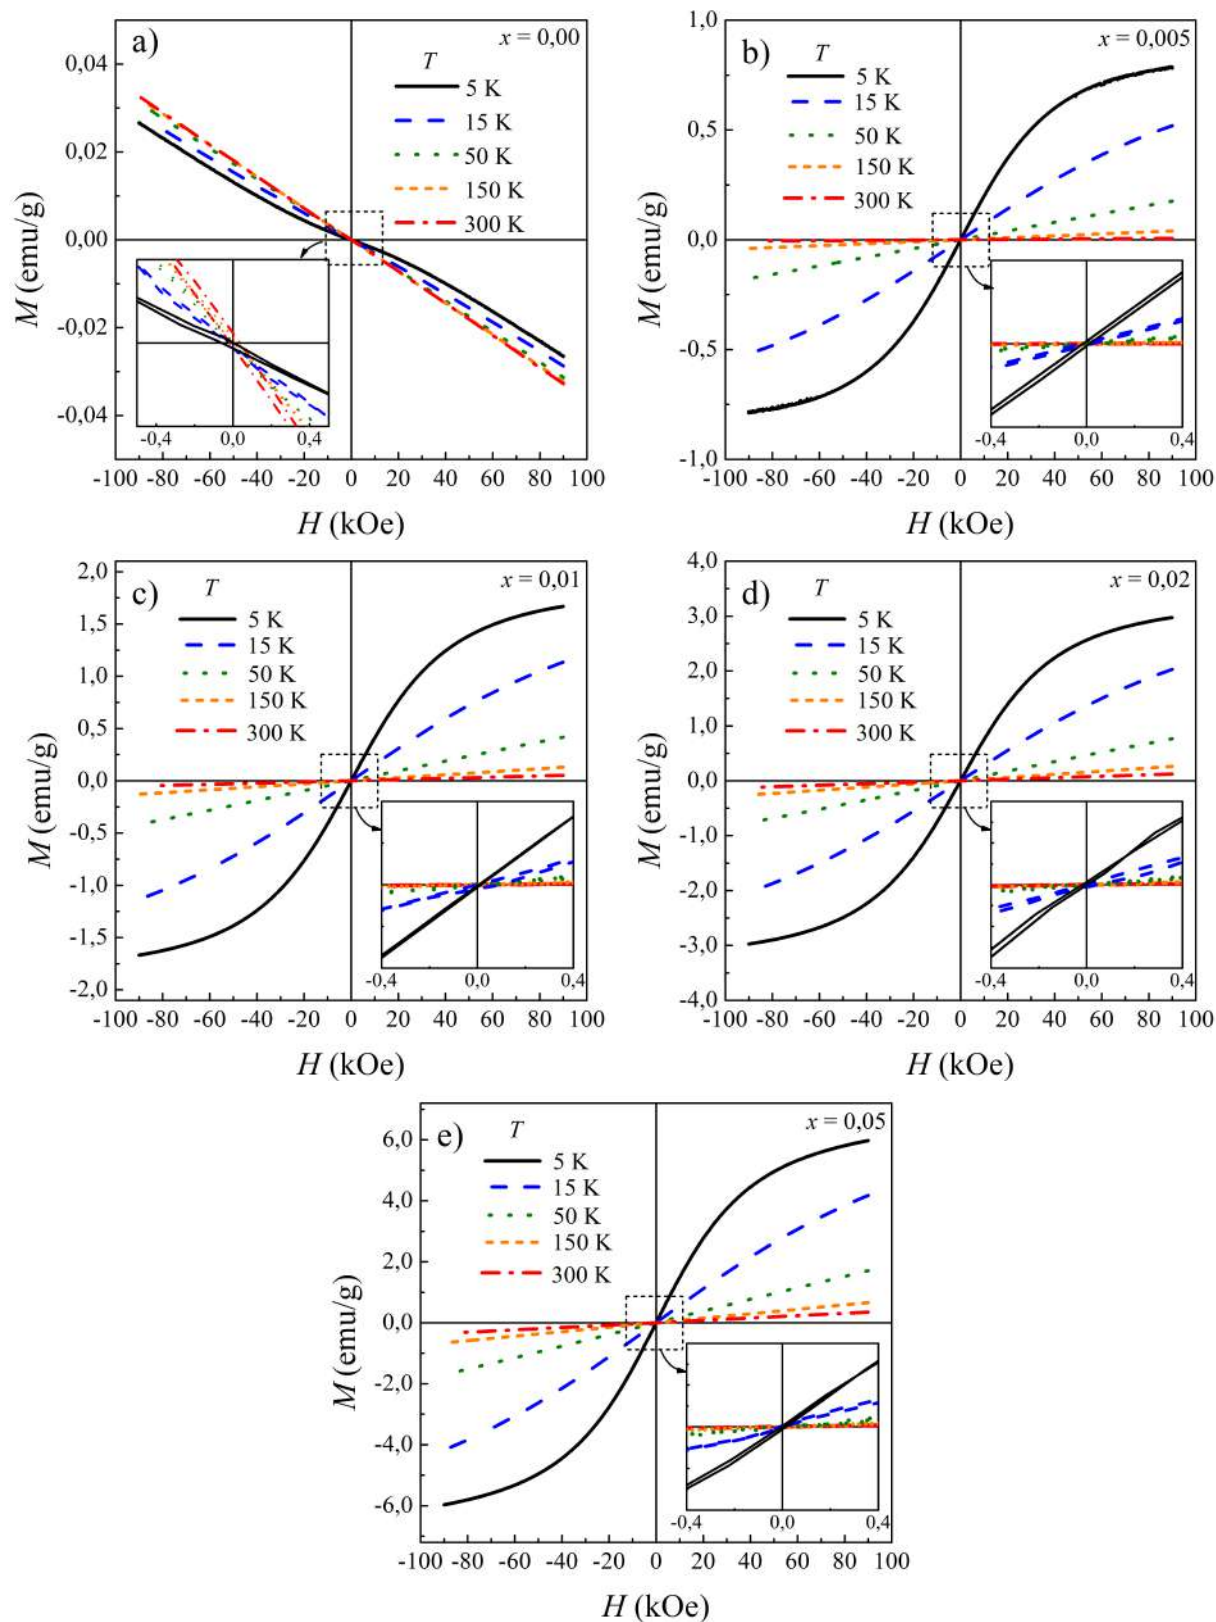 a)
x = 0,00
T
5 K
15 K
50 K
150 K
300 K
0,04
0,02
0,00
-0,02
-0,04
M (emu/g)
-0,4 0,0 0,4
-100 -80 -60 -40 -20 0 20 40 60 80 100
H (kOe)
b)
x = 0,005
T
5 K
15 K
50 K
150 K
300 K
1,0
0,5
0,0
-0,5
-1,0
M (emu/g)
-0,4 0,0 0,4
-100 -80 -60 -40 -20 0 20 40 60 80 100
H (kOe)
c)
x = 0,01
T
5 K
15 K
50 K
150 K
300 K
2,0
1,5
1,0
0,5
0,0
-0,5
-1,0
-1,5
-2,0
M (emu/g)
-0,4 0,0 0,4
-100 -80 -60 -40 -20 0 20 40 60 80 100
H (kOe)
d)
x = 0,02
T
5 K
15 K
50 K
150 K
300 K
4,0
3,0
2,0
1,0
0,0
-1,0
-2,0
-3,0
-4,0
M (emu/g)
-0,4 0,0 0,4
-100 -80 -60 -40 -20 0 20 40 60 80 100
H (kOe)
e)
x = 0,05
T
5 K
15 K
50 K
150 K
300 K
6,0
4,0
2,0
0,0
-2,0
-4,0
-6,0
M (emu/g)
-0,4 0,0 0,4
-100 -80 -60 -40 -20 0 20 40 60 80 100
H (kOe)